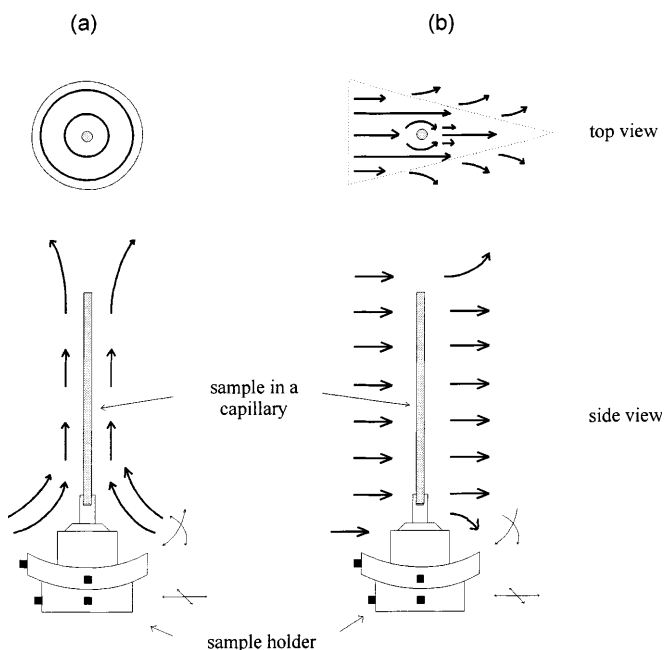 (a)
(b)
top view
sample in a
capillary
side view
sample holder